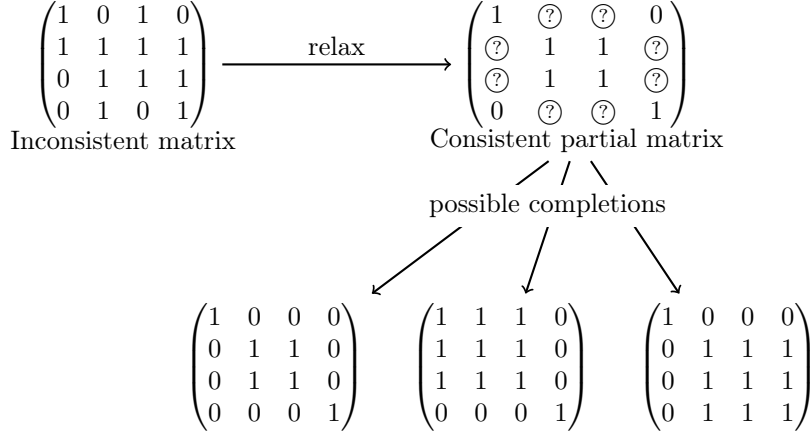 1 0 1 0
1 1 1 1
0 1 1 1
0 1 0 1
Inconsistent matrix
relax
1 ? ? 0
? 1 1 ?
? 1 1 ?
0 ? ? 1
Consistent partial matrix
possible completions
1 0 0 0
0 1 1 0
0 1 1 0
0 0 0 1
1 1 1 0
1 1 1 0
1 1 1 0
0 0 0 1
1 0 0 0
0 1 1 1
0 1 1 1
0 1 1 1